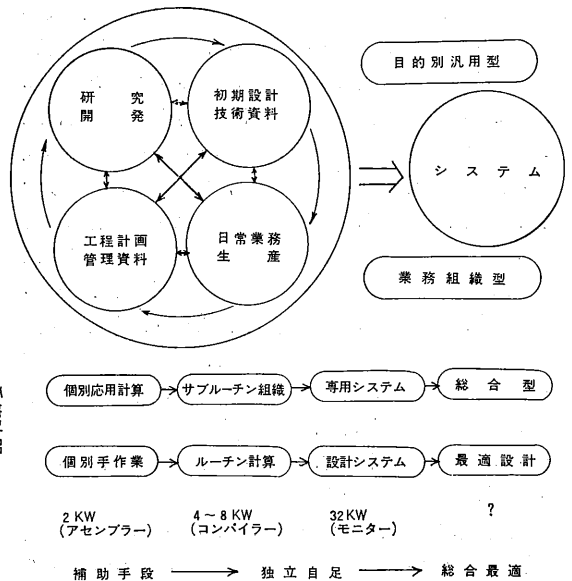 研究
開発
初期設計
技術資料
工程計画
管理資料
日常業務
生産
目的別汎用型
システム
業務組織型
個別応用計算
サブルーチン組織
専用システム
総合型
個別手作業
ルーチン計算
設計システム
最適設計
2 KW
(アセンブラー)
4～8 KW
(コンパイラー)
32 KW
(モニター)
?
補助手段
独立自足
総合最適